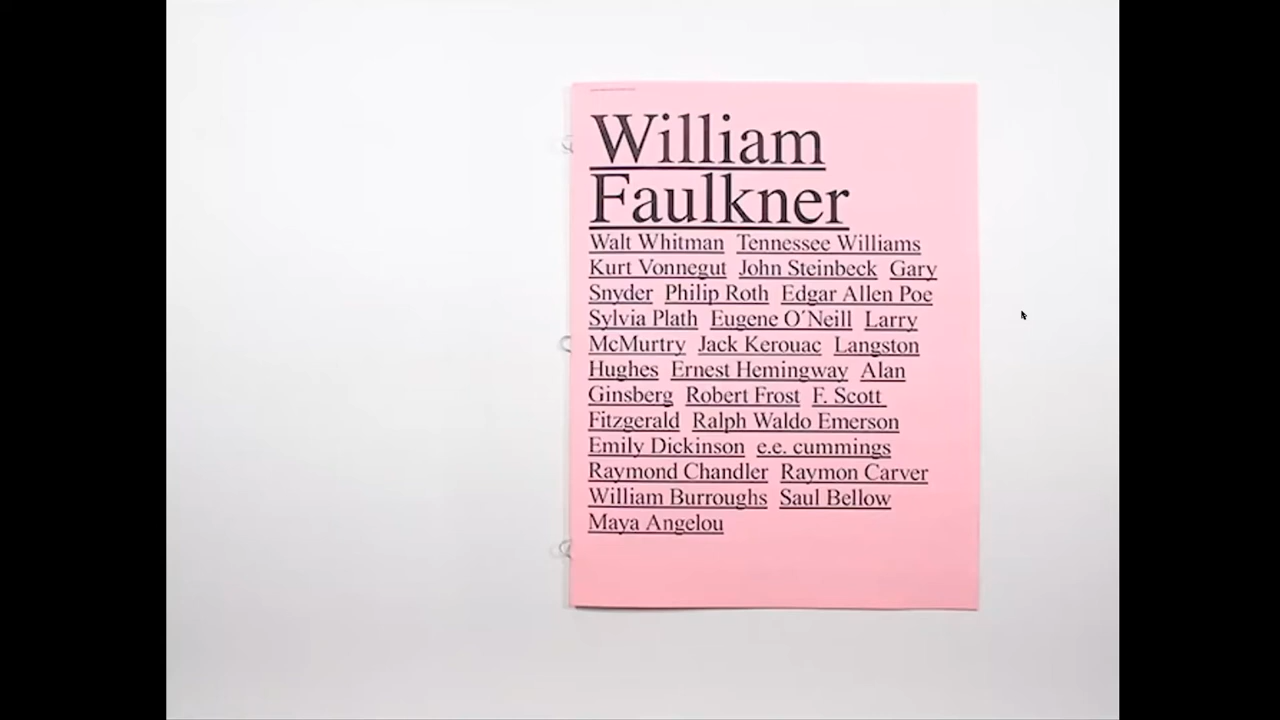 William
Faulkner
Walt Whitman Tennessee Williams
Kurt Vonnegut John Steinbeck Gary
Snyder Philip Roth Edgar Allen Poe
Sylvia Plath Eugene O´Neill Larry
McMurtry Jack Kerouac Langston
Hughes Ernest Hemingway Alan
Ginsberg Robert Frost F. Scott
Fitzgerald Ralph Waldo Emerson
Emily Dickinson e.e. cummings
Raymond Chandler Raymon Carver
William Burroughs Saul Bellow
Maya Angelou